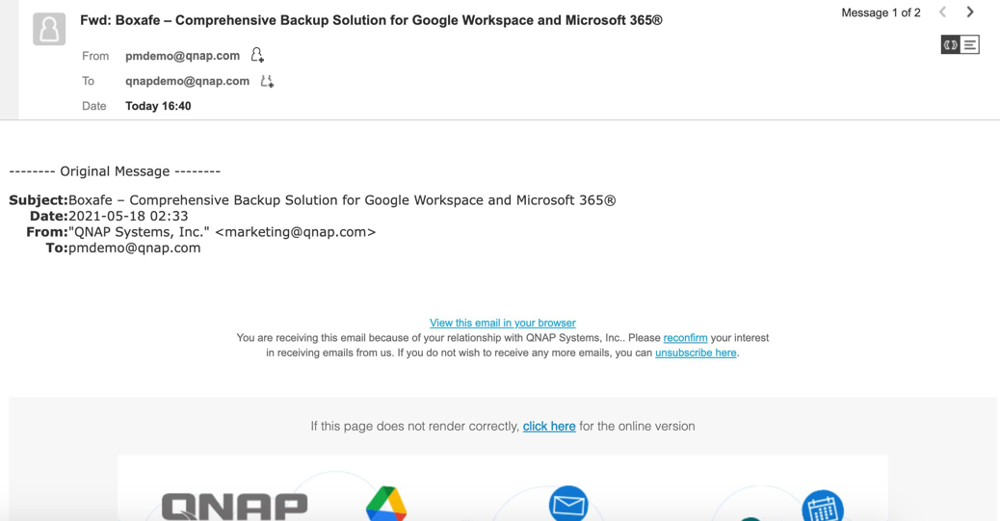 Fwd: Boxafe – Comprehensive Backup Solution for Google Workspace and Microsoft 365®
Message 1 of 2
From pmdemo@qnap.com
To qnapdemo@qnap.com
Date Today 16:40
-------- Original Message --------
Subject:Boxafe – Comprehensive Backup Solution for Google Workspace and Microsoft 365®
Date:2021-05-18 02:33
From:"QNAP Systems, Inc." <marketing@qnap.com>
To:pmdemo@qnap.com
View this email in your browser
You are receiving this email because of your relationship with QNAP Systems, Inc.. Please reconfirm your interest
in receiving emails from us. If you do not wish to receive any more emails, you can unsubscribe here.
If this page does not render correctly, click here for the online version
QNAP